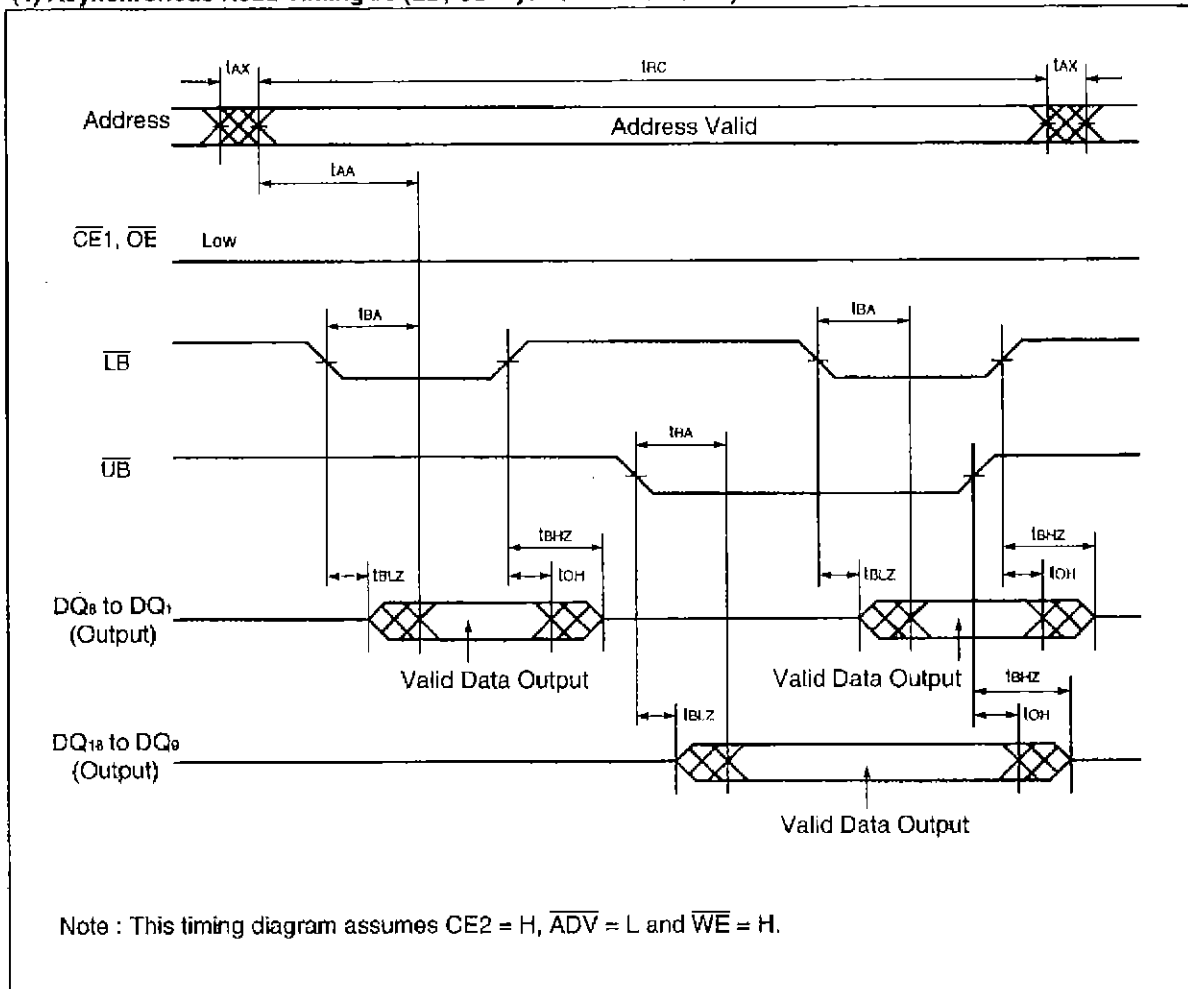 tAX tRC tAX
Address Address Valid
tAA
CE1, OE Low
tBA tBA
LB
tBA
UB
tBHZ tBHZ
tBLZ tOH tBLZ tOH
DQ8 to DQ1
(Output)
Valid Data Output Valid Data Output
tBHZ
tBLZ tOH
DQ18 to DQ9
(Output)
Valid Data Output
Note : This timing diagram assumes CE2 = H, ADV = L and WE = H.